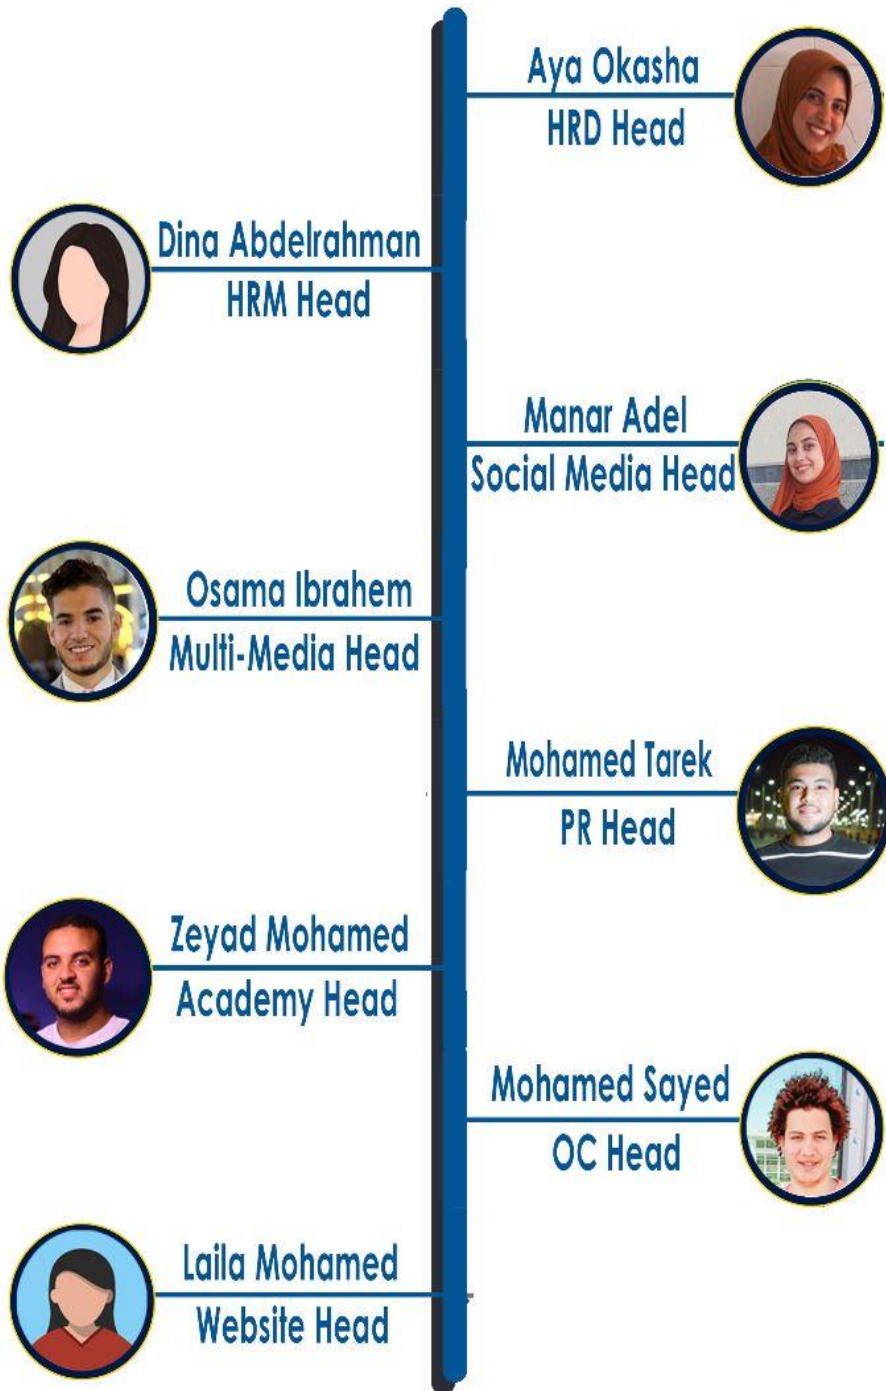 Aya Okasha
HRD Head
Dina Abdelrahman
HRM Head
Manar Adel
Social Media Head
Osama Ibrahem
Multi-Media Head
Mohamed Tarek
PR Head
Zeyad Mohamed
Academy Head
Mohamed Sayed
OC Head
Laila Mohamed
Website Head